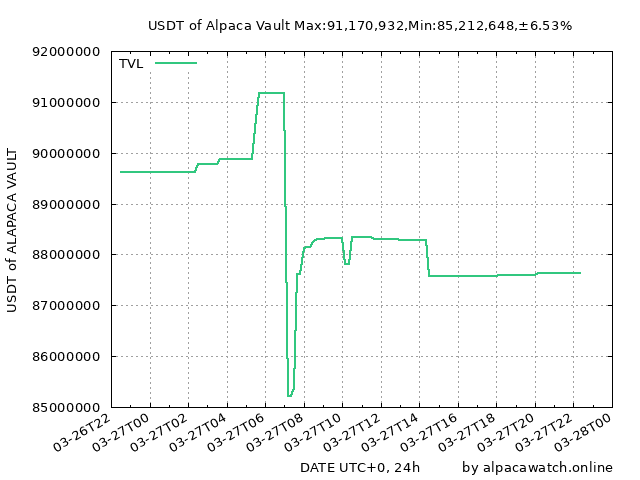 USDT of Alpaca Vault Max:91,170,932,Min:85,212,648,±6.53%
TVL
92000000
91000000
90000000
89000000
88000000
87000000
86000000
85000000
USDT of ALAPACA VAULT
03-26T22
03-27T00
03-27T02
03-27T04
03-27T06
03-27T08
03-27T10
03-27T12
03-27T14
03-27T16
03-27T18
03-27T20
03-27T22
03-28T00
DATE UTC+0, 24h
by alpacawatch.online